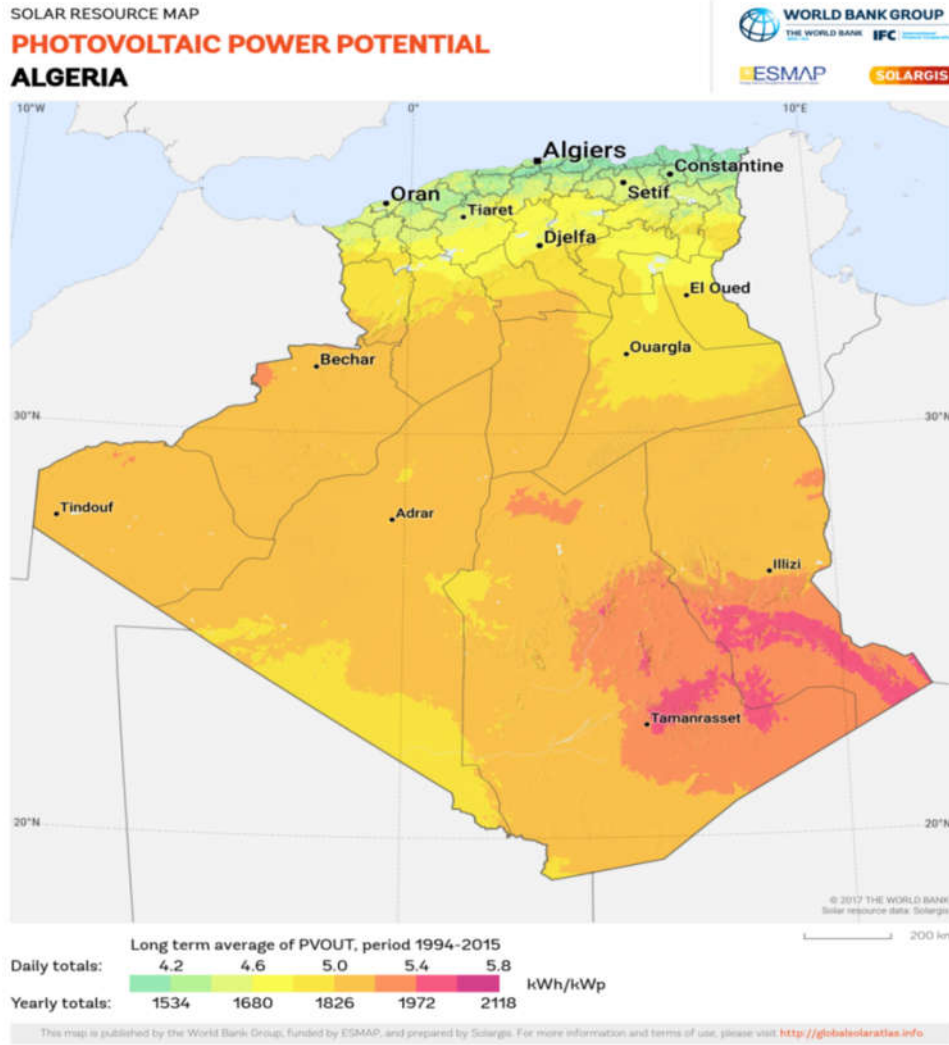 SOLAR RESOURCE MAP
PHOTOVOLTAIC POWER POTENTIAL
ALGERIA
WORLD BANK GROUP
THE WORLD BANK IFC
ESMAP
SOLARGIS
10°W 0° 10°E
Algiers
Constantine
Setif
Oran
Tiaret
Djelfa
El Oued
Ouargla
Bechar
30°N 30°N
Tindouf
Adrar
Illizi
Tamanrasset
20°N 20°N
© 2017 THE WORLD BANK
Solar resource data: Solargis
200 km
Long term average of PVOUT, period 1994-2015
Daily totals: 4.2 4.6 5.0 5.4 5.8
kWh/kWp
Yearly totals: 1534 1680 1826 1972 2118
This map is published by the World Bank Group, funded by ESMAP, and prepared by Solargis. For more information and terms of use, please visit http://globalsolaratlas.info.